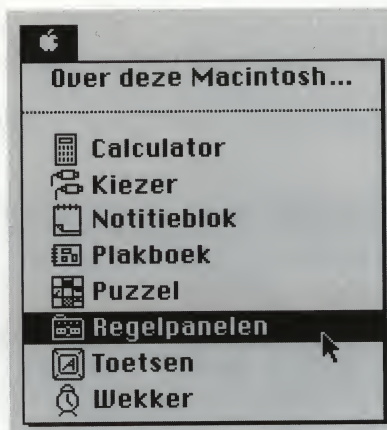 Over deze Macintosh...
Calculator
Kiezer
Notitieblok
Plakboek
Puzzel
Regelpanelen
Toetsen
Wekker